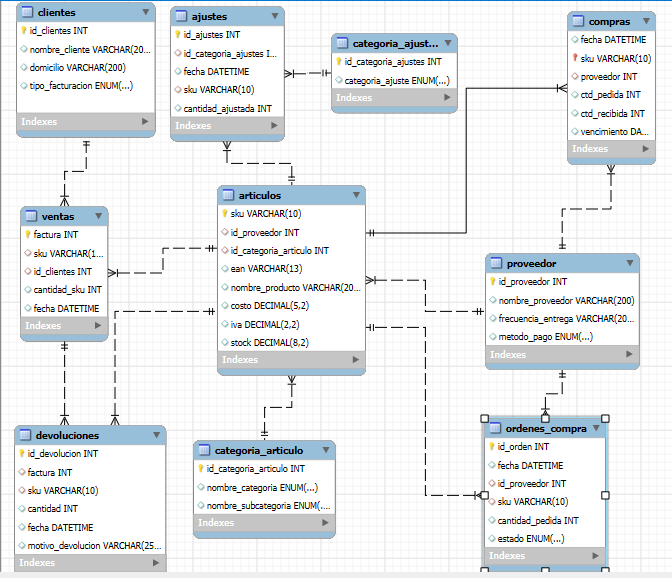 clientes
id_clientes INT
nombre_cliente VARCHAR(20...
domicilio VARCHAR(200)
tipo_facturacion ENUM(...)
Indexes
ajustes
id_ajustes INT
id_categoria_ajustes I...
fecha DATETIME
sku VARCHAR(10)
cantidad_ajustada INT
Indexes
categoria_ajust...
id_categoria_ajustes INT
categoria_ajuste ENUM(...)
Indexes
compras
fecha DATETIME
sku VARCHAR(10)
proveedor INT
ctd_pedida INT
ctd_recibida INT
vencimiento DA...
Indexes
ventas
factura INT
sku VARCHAR(1...
id_clientes INT
cantidad_sku INT
fecha DATETIME
Indexes
articulos
sku VARCHAR(10)
id_proveedor INT
id_categoria_articulo INT
ean VARCHAR(13)
nombre_producto VARCHAR(20...
costo DECIMAL(5,2)
iva DECIMAL(2,2)
stock DECIMAL(8,2)
Indexes
proveedor
id_proveedor INT
nombre_proveedor VARCHAR(200)
frecuencia_entrega VARCHAR(20...
metodo_pago ENUM(...)
Indexes
devoluciones
id_devolucion INT
factura INT
sku VARCHAR(10)
cantidad INT
fecha DATETIME
motivo_devolucion VARCHAR(25...
Indexes
categoria_articulo
id_categoria_articulo INT
nombre_categoria ENUM(...)
nombre_subcategoria ENUM(....
Indexes
ordenes_compra
id_orden INT
fecha DATETIME
id_proveedor INT
sku VARCHAR(10)
cantidad_pedida INT
estado ENUM(...)
Indexes